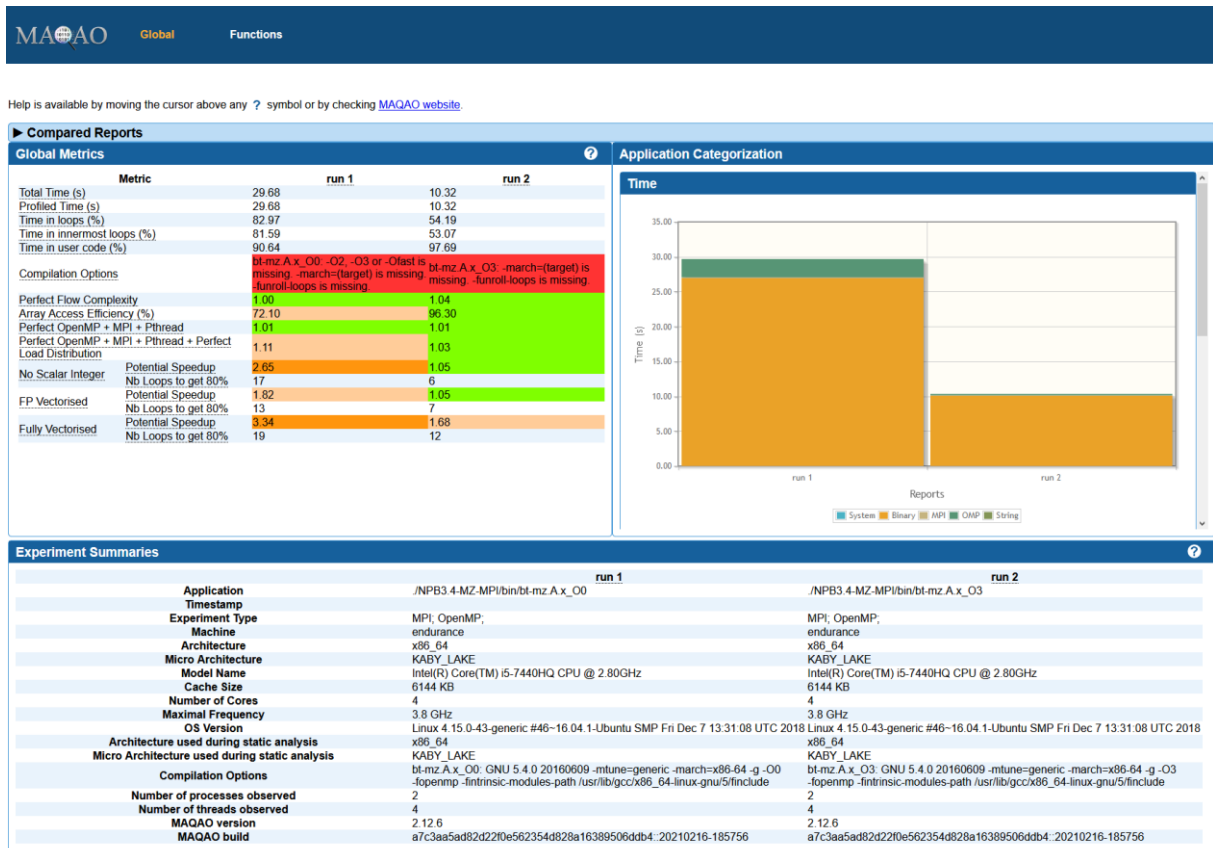 MAQAO Global Functions
Help is available by moving the cursor above any ? symbol or by checking MAQAO website.
▶ Compared Reports
Global Metrics ?
Metric run 1 run 2
Total Time (s) 29.68 10.32
Profiled Time (s) 29.68 10.32
Time in loops (%) 82.97 54.19
Time in innermost loops (%) 81.59 53.07
Time in user code (%) 90.64 97.69
Compilation Options
bt-mz.A.x_O0: -O2, -O3 or -Ofast is
missing. -march=(target) is missing.
-funroll-loops is missing.
bt-mz.A.x_O3: -march=(target) is
missing. -funroll-loops is missing.
Perfect Flow Complexity 1.00 1.04
Array Access Efficiency (%) 72.10 96.30
Perfect OpenMP + MPI + Pthread 1.01 1.01
Perfect OpenMP + MPI + Pthread + Perfect
Load Distribution 1.11 1.03
No Scalar Integer
Potential Speedup 2.65 1.05
Nb Loops to get 80% 17 6
FP Vectorised
Potential Speedup 1.82 1.05
Nb Loops to get 80% 13 7
Fully Vectorised
Potential Speedup 3.34 1.68
Nb Loops to get 80% 19 12
Application Categorization
Time
35.00
30.00
25.00
20.00
15.00
10.00
5.00
0.00
Time (s)
run 1 run 2
Reports
System Binary MPI OMP String
Experiment Summaries ?
run 1 run 2
Application ./NPB3.4-MZ-MPI/bin/bt-mz.A.x_O0 ./NPB3.4-MZ-MPI/bin/bt-mz.A.x_O3
Timestamp
Experiment Type MPI; OpenMP; MPI; OpenMP;
Machine endurance endurance
Architecture x86_64 x86_64
Micro Architecture KABY_LAKE KABY_LAKE
Model Name Intel(R) Core(TM) i5-7440HQ CPU @ 2.80GHz Intel(R) Core(TM) i5-7440HQ CPU @ 2.80GHz
Cache Size 6144 KB 6144 KB
Number of Cores 4 4
Maximal Frequency 3.8 GHz 3.8 GHz
OS Version Linux 4.15.0-43-generic #46~16.04.1-Ubuntu SMP Fri Dec 7 13:31:08 UTC 2018 Linux 4.15.0-43-generic #46~16.04.1-Ubuntu SMP Fri Dec 7 13:31:08 UTC 2018
Architecture used during static analysis x86_64 x86_64
Micro Architecture used during static analysis KABY_LAKE KABY_LAKE
Compilation Options
bt-mz.A.x_O0: GNU 5.4.0 20160609 -mtune=generic -march=x86-64 -g -O0
-fopenmp -fintrinsic-modules-path /usr/lib/gcc/x86_64-linux-gnu/5/finclude
bt-mz.A.x_O3: GNU 5.4.0 20160609 -mtune=generic -march=x86-64 -g -O3
-fopenmp -fintrinsic-modules-path /usr/lib/gcc/x86_64-linux-gnu/5/finclude
Number of processes observed 2 2
Number of threads observed 4 4
MAQAO version 2.12.6 2.12.6
MAQAO build a7c3aa5ad82d22f0e562354d828a16389506ddb4::20210216-185756 a7c3aa5ad82d22f0e562354d828a16389506ddb4::20210216-185756